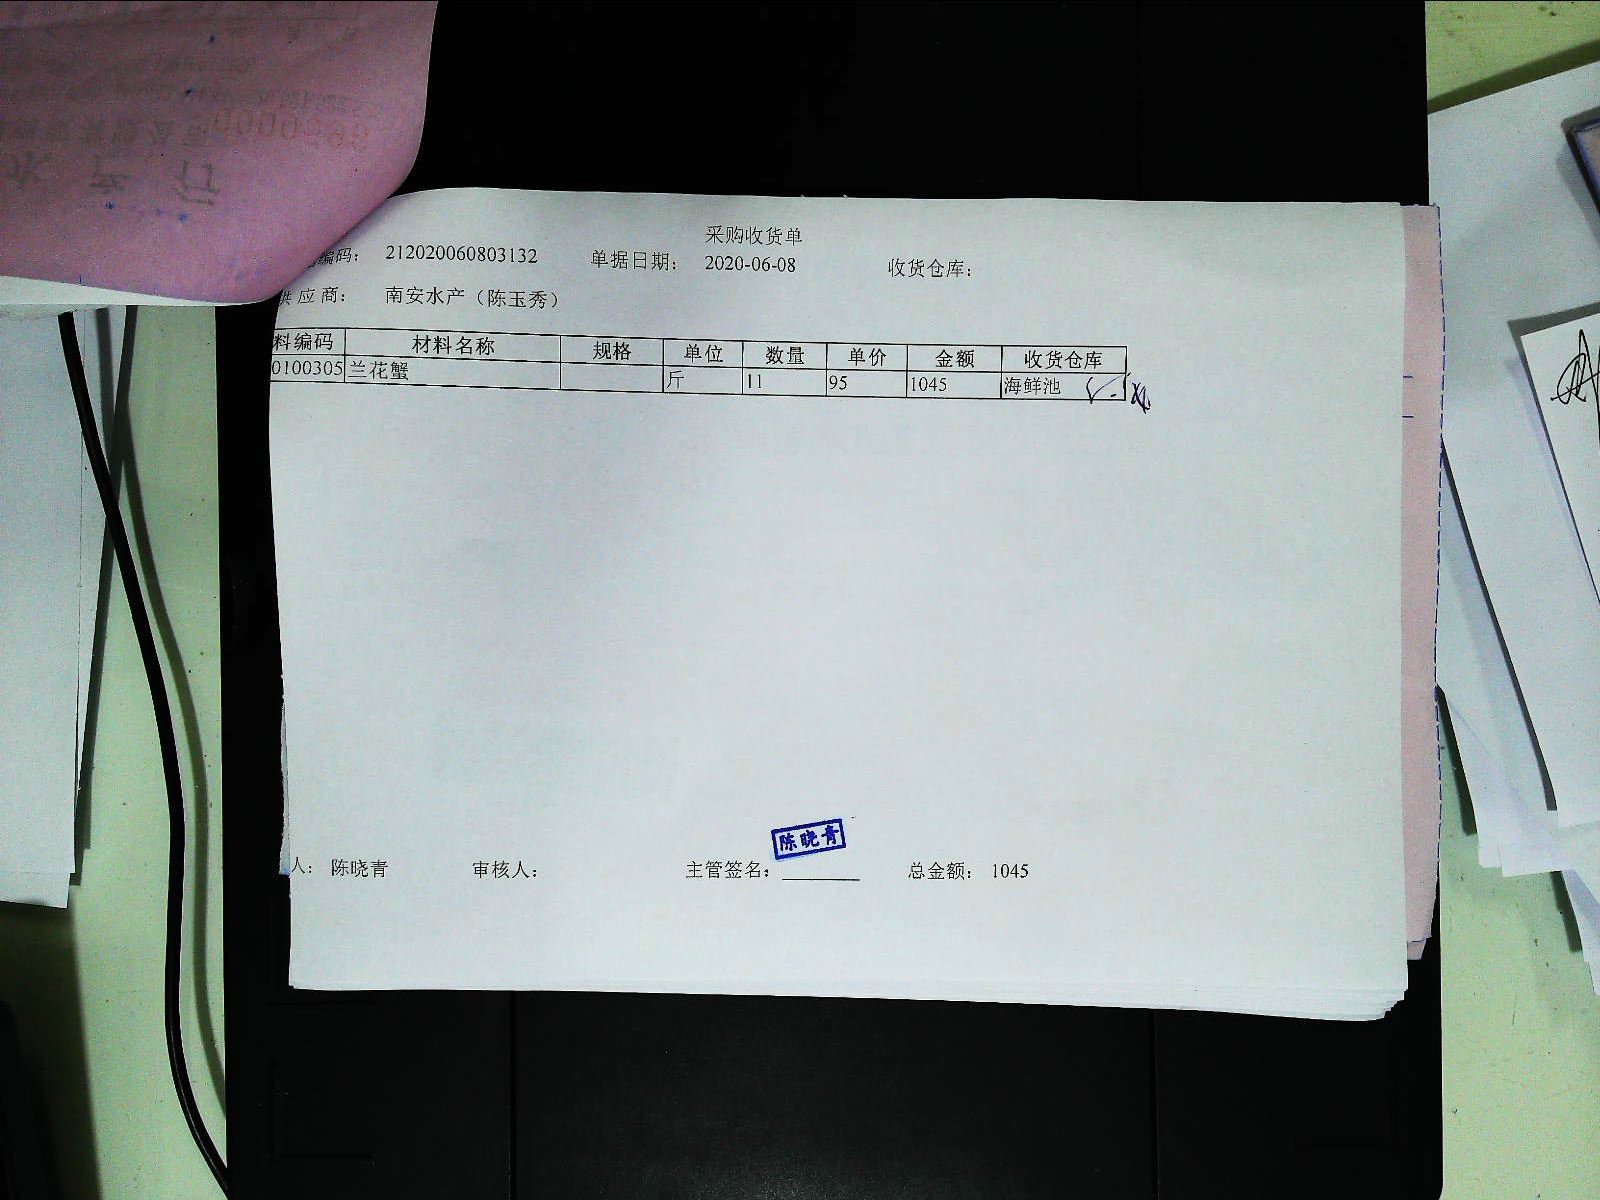 采购收货单
编码： 212020060803132 单据日期： 2020-06-08 收货仓库：
供应商： 南安水产（陈玉秀）
料编码 材料名称 规格 单位 数量 单价 金额 收货仓库
0100305 兰花蟹 斤 11 95 1045 海鲜池
陈晓青
人： 陈晓青 审核人： 主管签名： 总金额： 1045